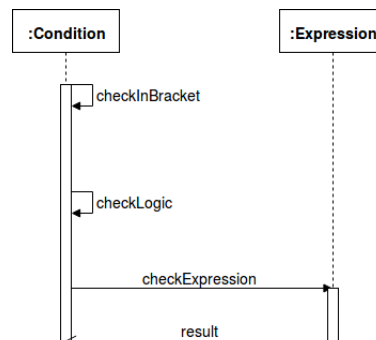 :Condition
:Expression
checkInBracket
checkLogic
checkExpression
result